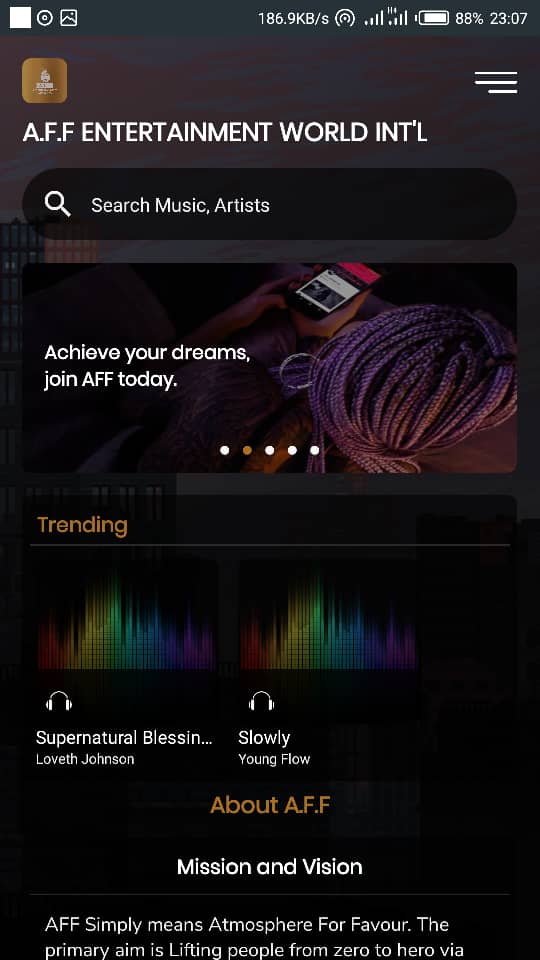 186.9KB/s 88% 23:07
A.F.F ENTERTAINMENT WORLD INT'L
Search Music, Artists
Achieve your dreams,
join AFF today.
Trending
Supernatural Blessin...
Loveth Johnson
Slowly
Young Flow
About A.F.F
Mission and Vision
AFF Simply means Atmosphere For Favour. The
primary aim is Lifting people from zero to hero via